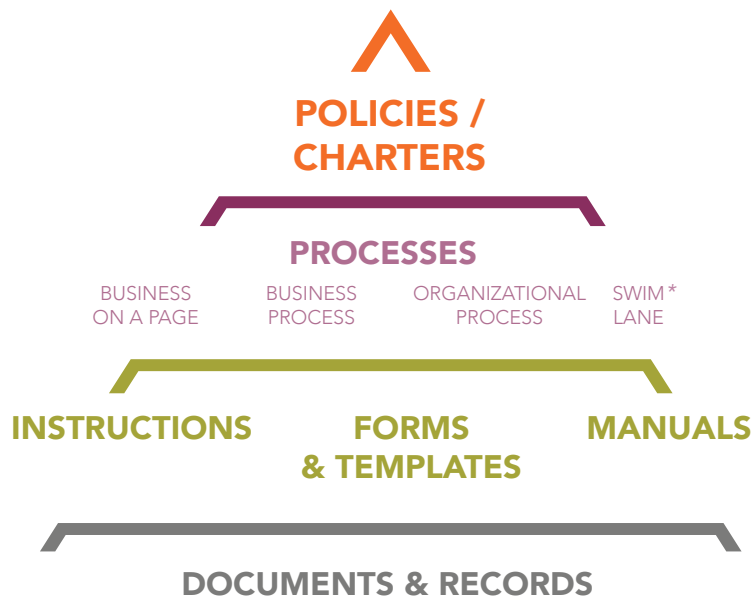 POLICIES /
CHARTERS
PROCESSES
BUSINESS
ON A PAGE
BUSINESS
PROCESS
ORGANIZATIONAL
PROCESS
SWIM*
LANE
INSTRUCTIONS
FORMS
& TEMPLATES
MANUALS
DOCUMENTS & RECORDS